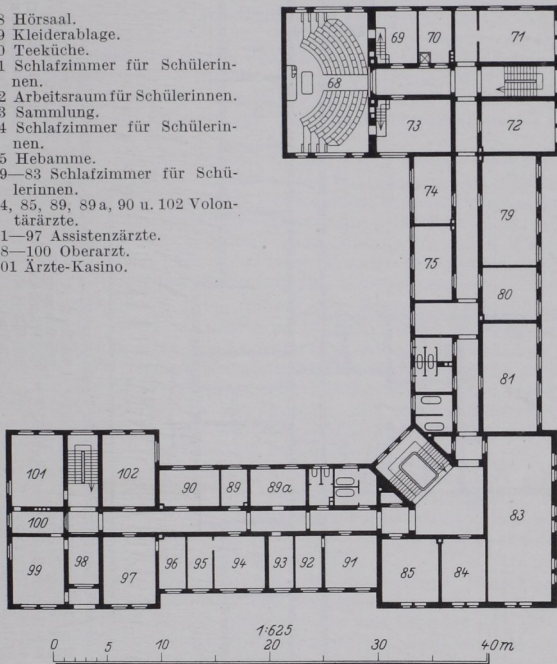 8 Hörsaal.
9 Kleiderablage.
0 Teeküche.
1 Schlafzimmer für Schülerin-
nen.
2 Arbeitsraum für Schülerinnen.
3 Sammlung.
4 Schlafzimmer für Schülerin-
nen.
5 Hebamme.
9—83 Schlafzimmer für Schü-
lerinnen.
4, 85, 89, 89a, 90 u. 102 Volon-
tärärzte.
1—97 Assistenzärzte.
8—100 Oberarzt.
01 Ärzte-Kasino.
68 69 70 71
73 72
74 79
75 80
81
83
101 102 90 89 89a
100
99 98 97 96 95 94 93 92 91 85 84
1:625
0 5 10 20 30 40 m